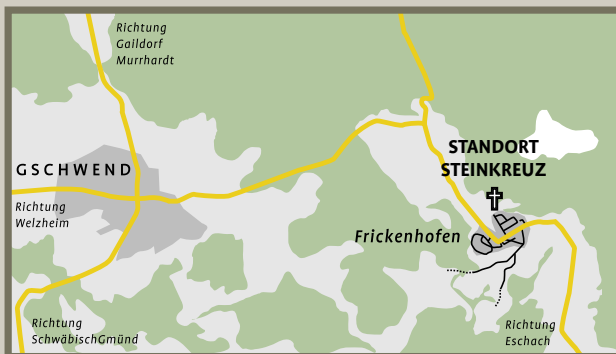 Richtung
Gaildorf
Murrhardt
STANDORT
STEINKREUZ
GSCHWEND
Richtung
Welzheim
Frickenhofen
Richtung
SchwäbischGmünd
Richtung
Eschach